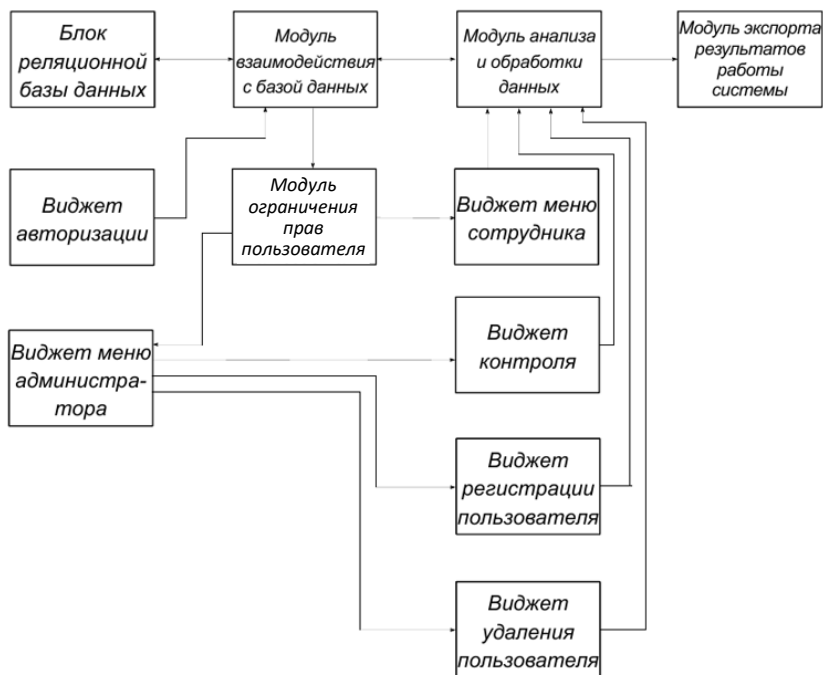 Блок
реляционной
базы данных
Модуль
взаимодействия
с базой данных
Модуль анализа
и обработки
данных
Модуль экспорта
результатов
работы
системы
Виджет
авторизации
Модуль
ограничения
прав
пользователя
Виджет меню
сотрудника
Виджет меню
администра-
тора
Виджет
контроля
Виджет
регистрации
пользователя
Виджет
удаления
пользователя